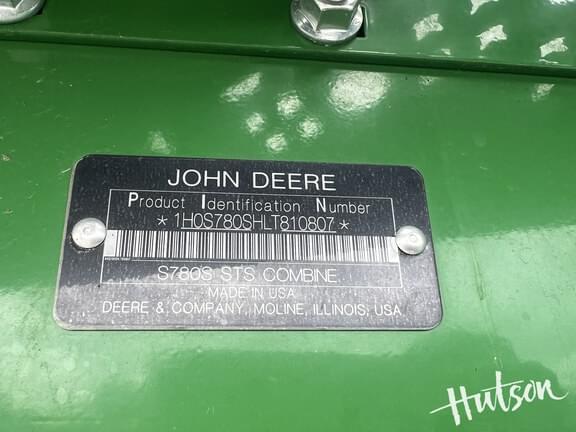 JOHN DEERE
Product Identification Number
*1H0S780SHLT810807*
S780S STS COMBINE
MADE IN USA
DEERE & COMPANY, MOLINE, ILLINOIS, USA
Hutson